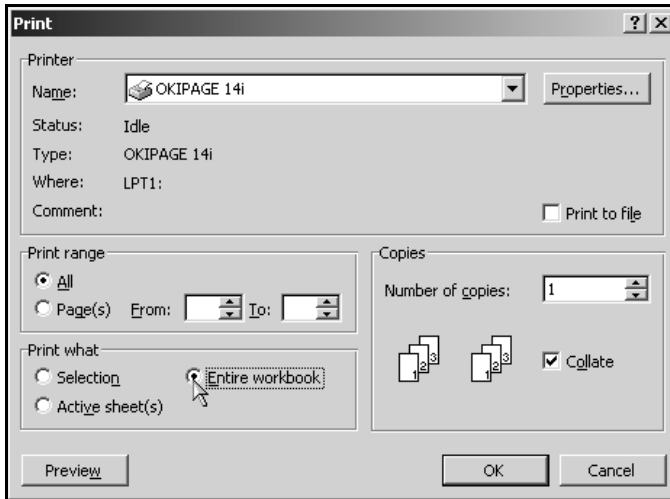 Print
Printer
Name: OKIPAGE 14i Properties...
Status: Idle
Type: OKIPAGE 14i
Where: LPT1:
Comment: Print to file
Print range
All
Page(s) From: To:
Copies
Number of copies: 1
1 2 3 1 2 3 Collate
Print what
Selection Entire workbook
Active sheet(s)
Preview OK Cancel